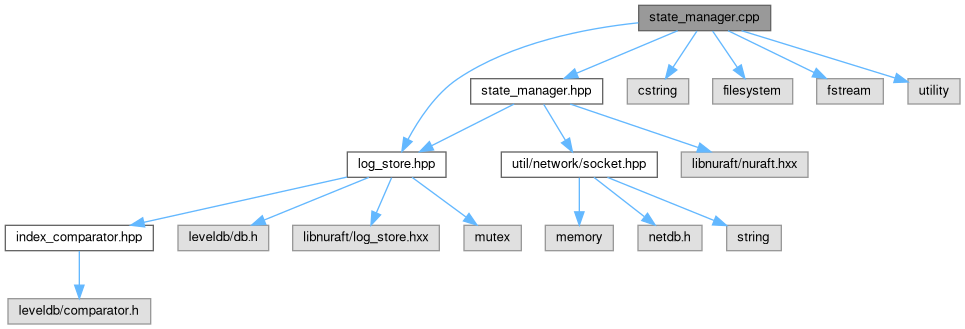 state_manager.cpp
state_manager.hpp
cstring
filesystem
fstream
utility
log_store.hpp
util/network/socket.hpp
libnuraft/nuraft.hxx
index_comparator.hpp
leveldb/db.h
libnuraft/log_store.hxx
mutex
memory
netdb.h
string
leveldb/comparator.h